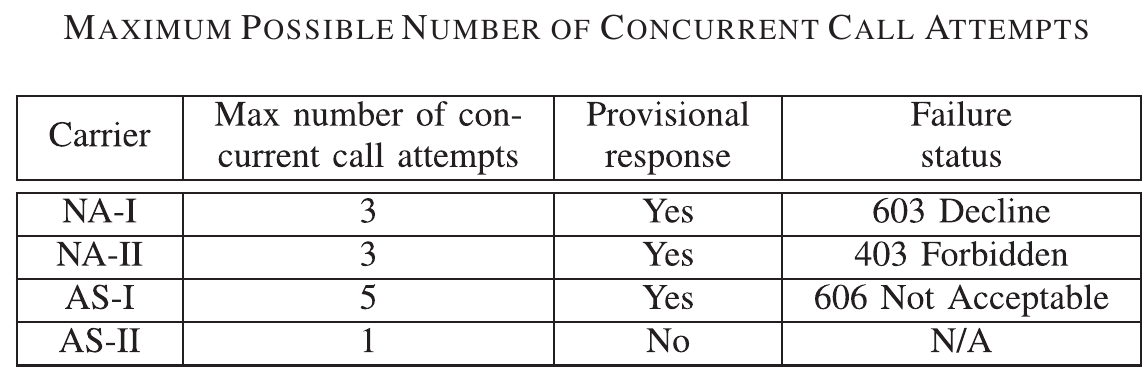 MAXIMUM POSSIBLE NUMBER OF CONCURRENT CALL ATTEMPTS
Carrier
Max number of con-
current call attempts
Provisional
response
Failure
status
NA-I 3 Yes 603 Decline
NA-II 3 Yes 403 Forbidden
AS-I 5 Yes 606 Not Acceptable
AS-II 1 No N/A